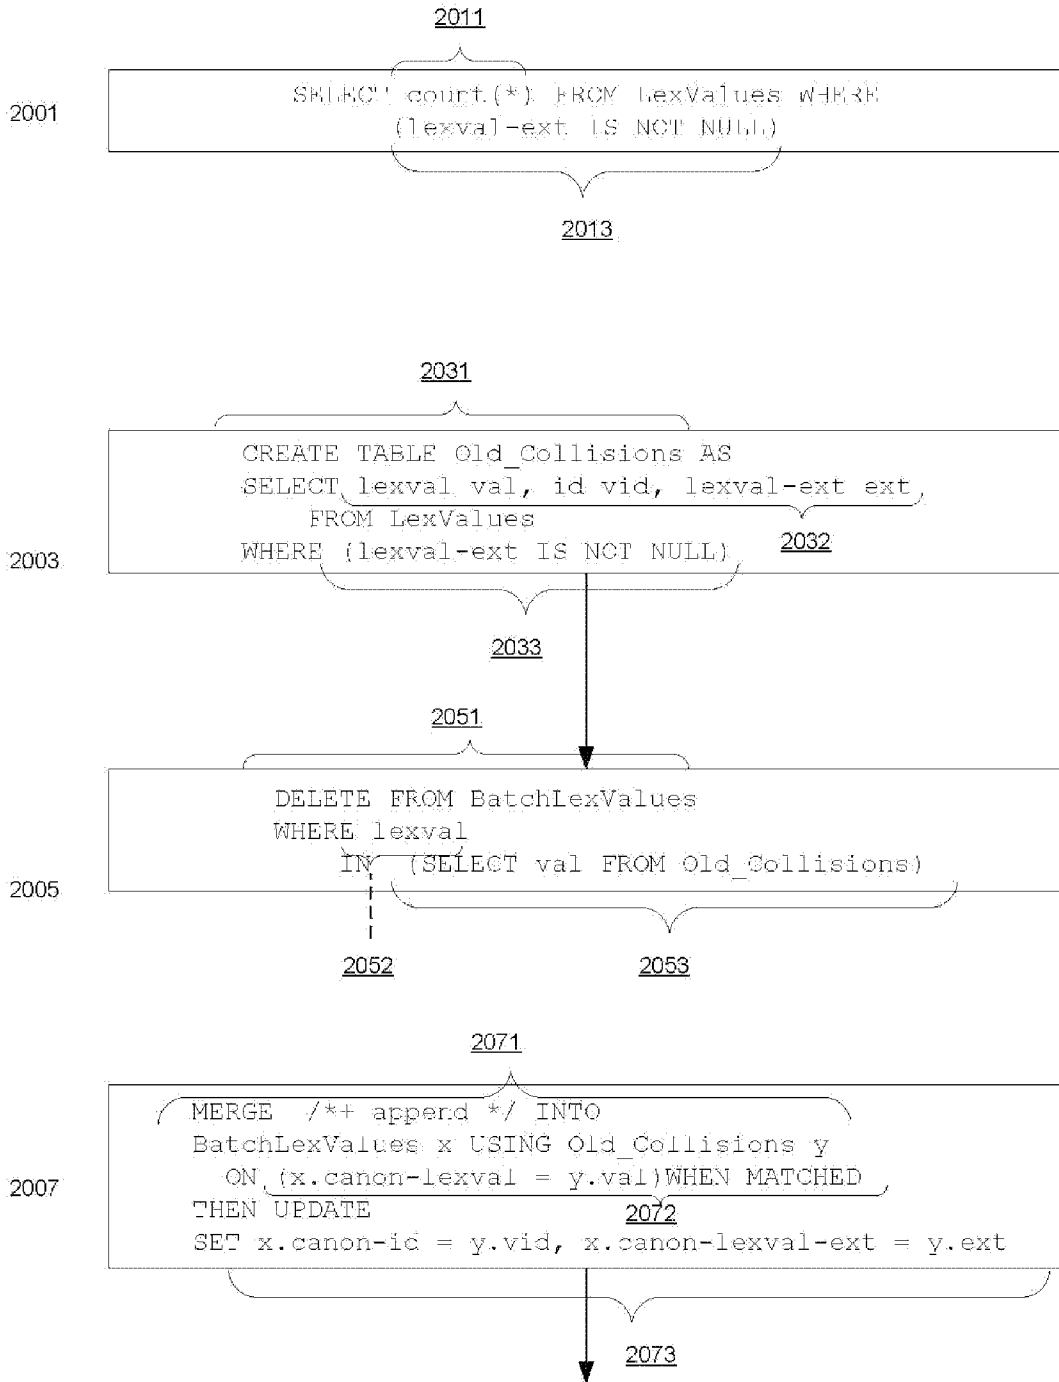 2011
2001
SELECT count(*) FROM LexValues WHERE
(lexval-ext IS NOT NULL)
2013
2031
CREATE TABLE Old_Collisions AS
SELECT lexval val, id vid, lexval-ext ext
FROM LexValues
2032
WHERE (lexval-ext IS NOT NULL)
2003
2033
2051
DELETE FROM BatchLexValues
WHERE lexval
IN (SELECT val FROM Old_Collisions)
2005
2052
2053
2071
MERGE /*+ append */ INTO
BatchLexValues x USING Old_Collisions y
ON (x.canon-lexval = y.val)WHEN MATCHED
2007
THEN UPDATE
2072
SET x.canon-id = y.vid, x.canon-lexval-ext = y.ext
2073